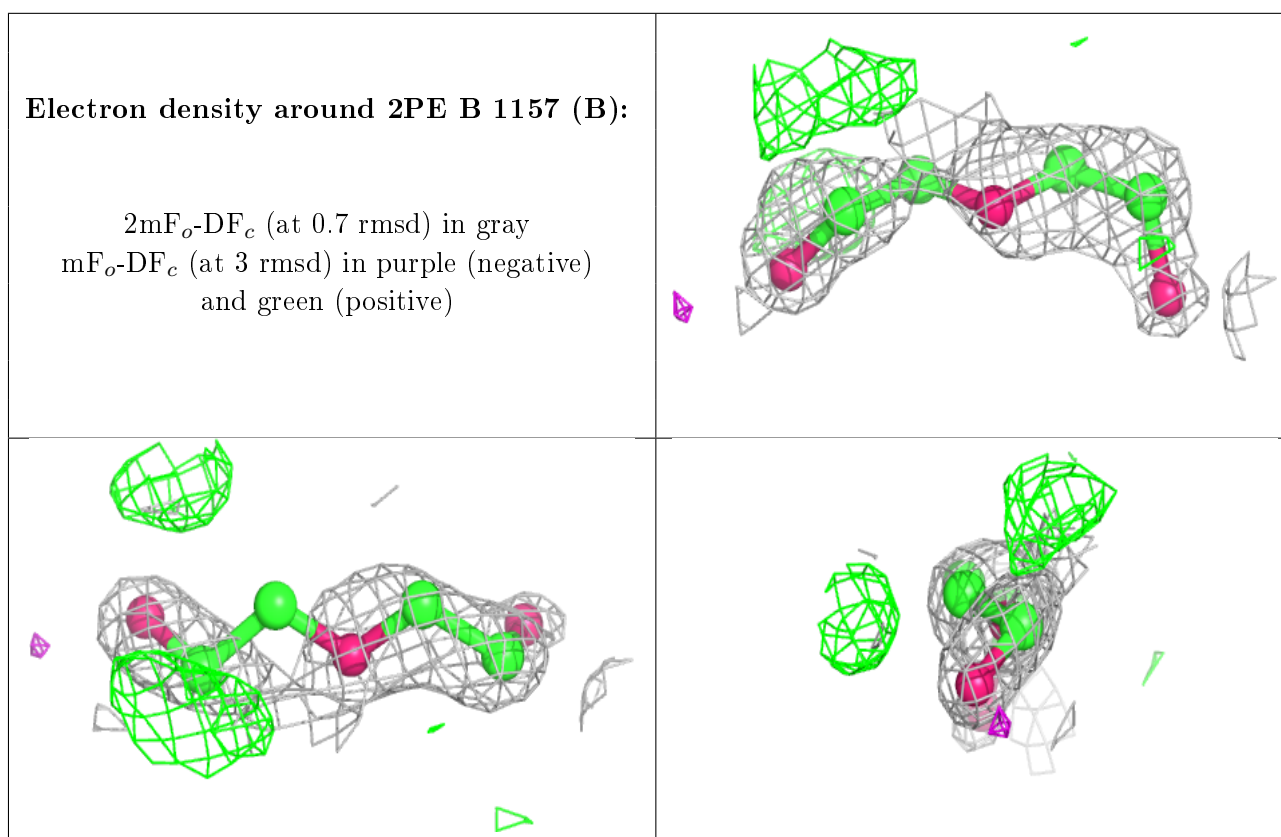 Electron density around 2PE B 1157 (B):
2mFo-DFc (at 0.7 rmsd) in gray
mFo-DFc (at 3 rmsd) in purple (negative)
and green (positive)